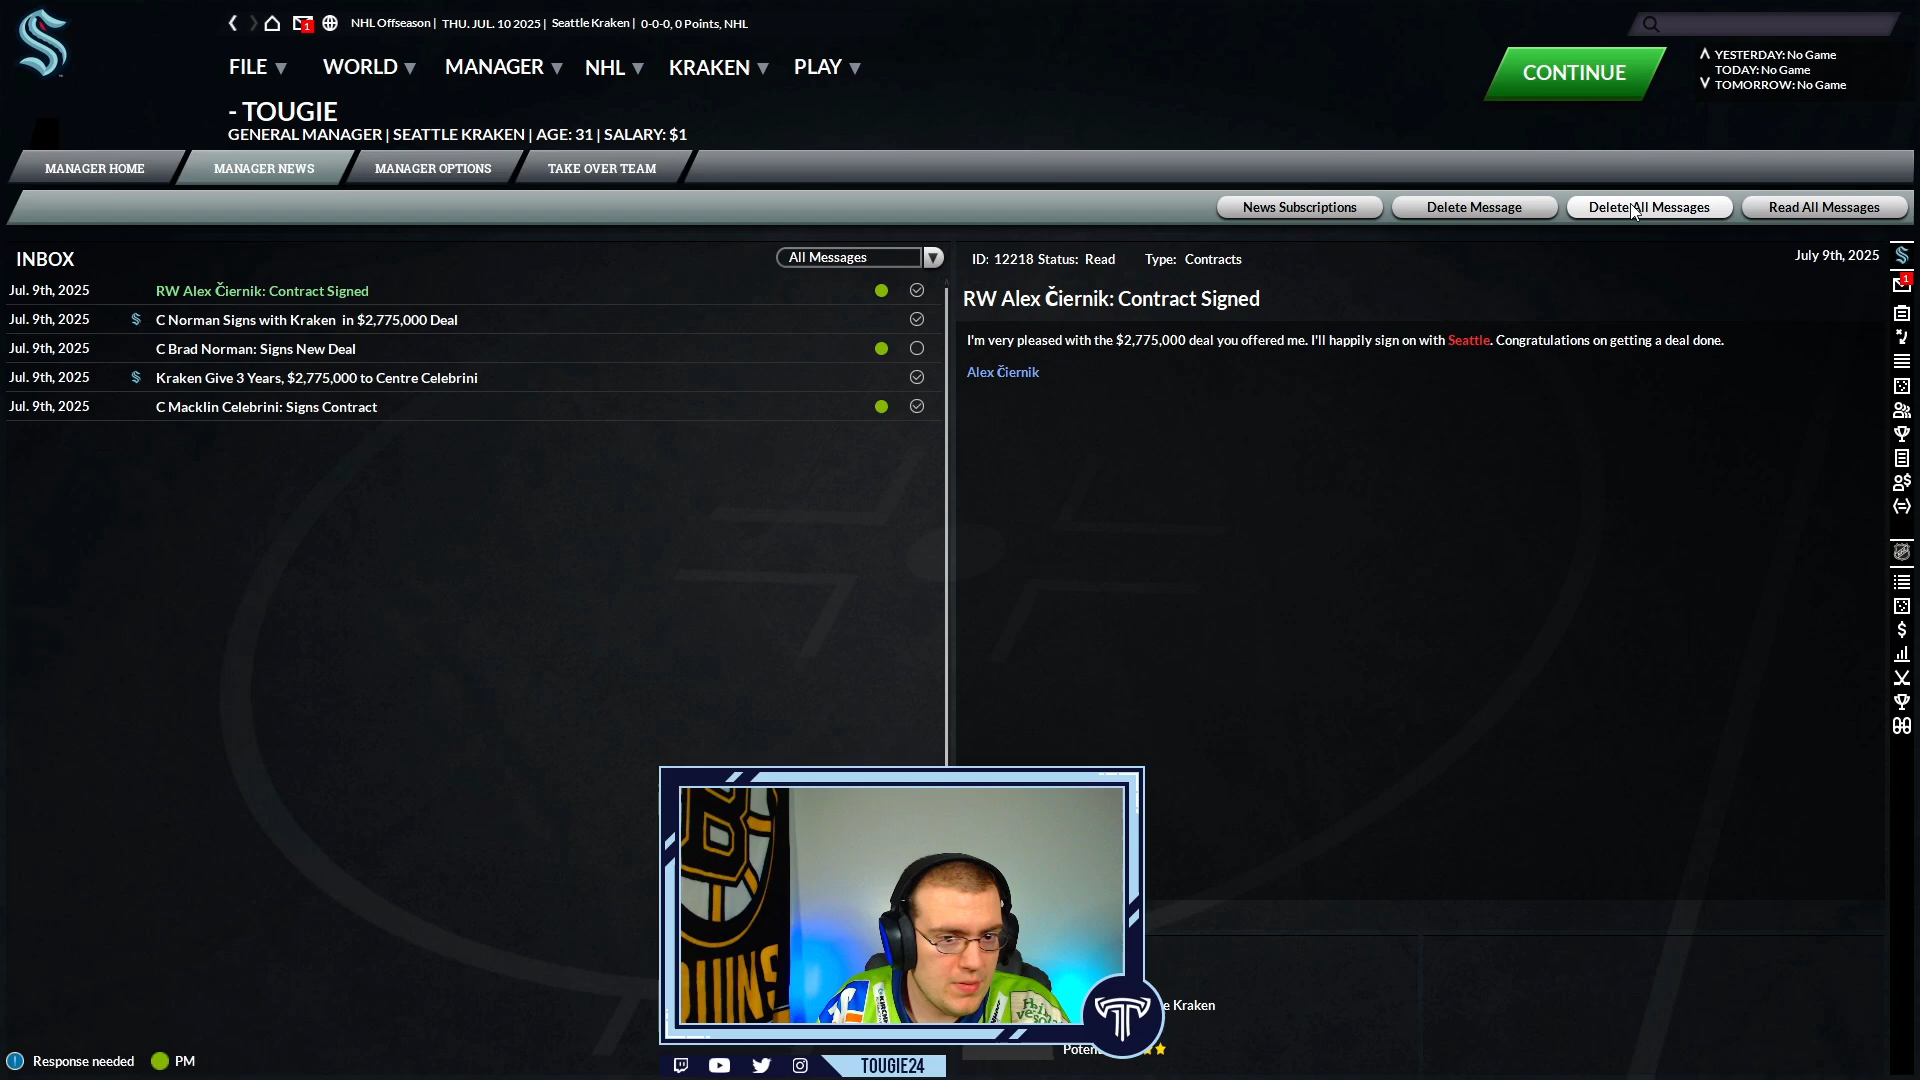 NHL Offseason | THU. JUL. 10 2025 | Seattle Kraken | 0-0-0, 0 Points, NHL
1
FILE WORLD MANAGER NHL KRAKEN PLAY
CONTINUE
YESTERDAY: No Game
TODAY: No Game
TOMORROW: No Game
- TOUGIE
GENERAL MANAGER | SEATTLE KRAKEN | AGE: 31 | SALARY: $1
MANAGER HOME MANAGER NEWS MANAGER OPTIONS TAKE OVER TEAM
News Subscriptions Delete Message Delete All Messages Read All Messages
INBOX All Messages
Jul. 9th, 2025 RW Alex Čiernik: Contract Signed
Jul. 9th, 2025 C Norman Signs with Kraken in $2,775,000 Deal
Jul. 9th, 2025 C Brad Norman: Signs New Deal
Jul. 9th, 2025 Kraken Give 3 Years, $2,775,000 to Centre Celebrini
Jul. 9th, 2025 C Macklin Celebrini: Signs Contract
ID: 12218 Status: Read Type: Contracts July 9th, 2025
1
RW Alex Čiernik: Contract Signed
I'm very pleased with the $2,775,000 deal you offered me. I'll happily sign on with Seattle. Congratulations on getting a deal done.
Alex Čiernik
Kraken
Response needed PM
TOUGIE24